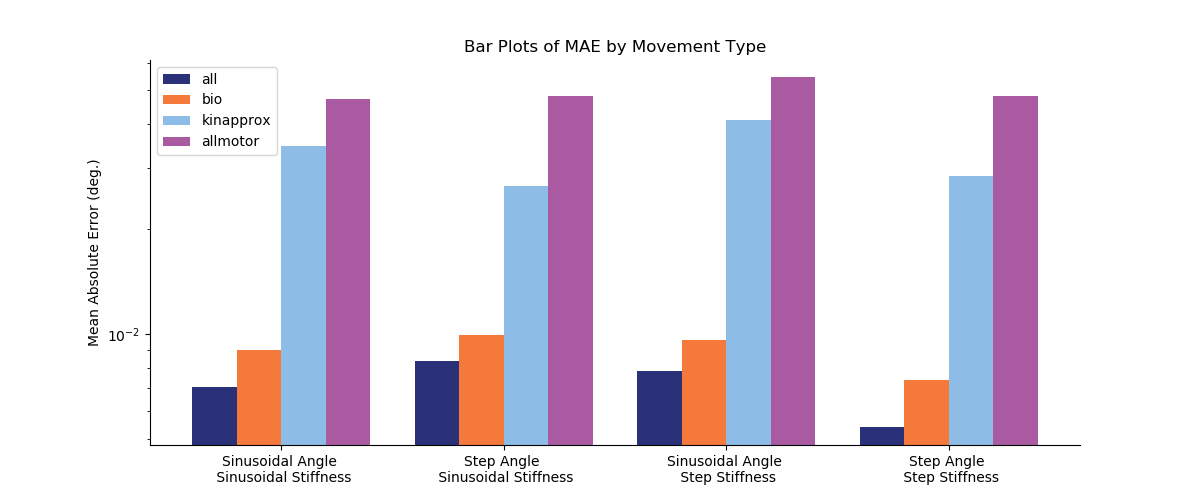 Bar Plots of MAE by Movement Type
all
bio
kinapprox
allmotor
Mean Absolute Error (deg.)
10⁻²
Sinusoidal Angle
Sinusoidal Stiffness
Step Angle
Sinusoidal Stiffness
Sinusoidal Angle
Step Stiffness
Step Angle
Step Stiffness